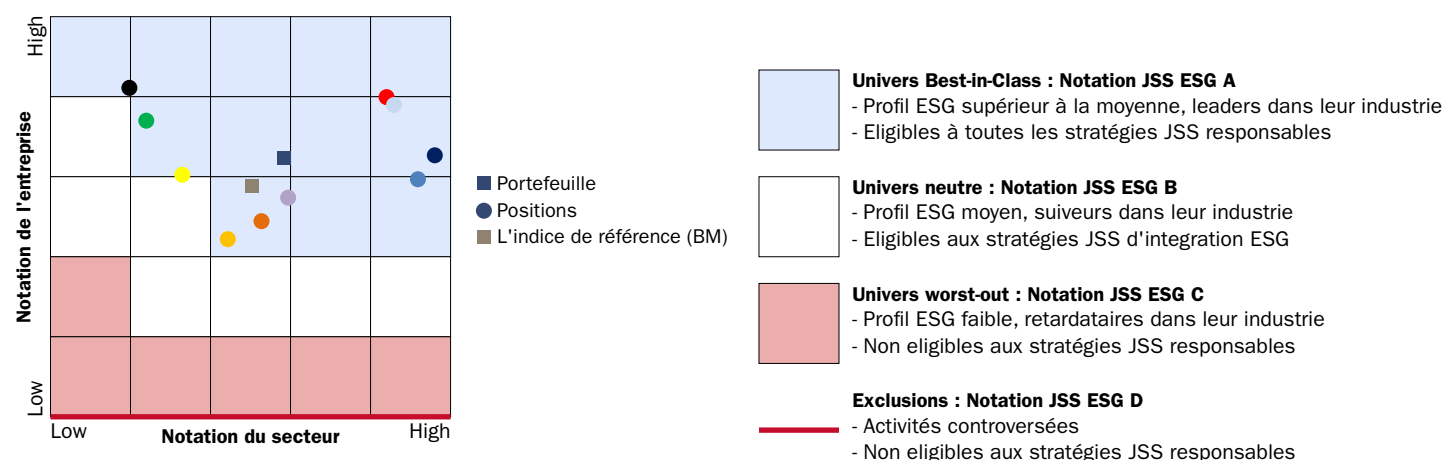 High
Notation de l'entreprise
Low
Low
Notation du secteur
High
Portefeuille
Positions
L'indice de référence (BM)
Univers Best-in-Class : Notation JSS ESG A
- Profil ESG supérieur à la moyenne, leaders dans leur industrie
- Eligibles à toutes les stratégies JSS responsables
Univers neutre : Notation JSS ESG B
- Profil ESG moyen, suiveurs dans leur industrie
- Eligibles aux stratégies JSS d'integration ESG
Univers worst-out : Notation JSS ESG C
- Profil ESG faible, retardataires dans leur industrie
- Non eligibles aux stratégies JSS responsables
Exclusions : Notation JSS ESG D
- Activités controversées
- Non eligibles aux stratégies JSS responsables